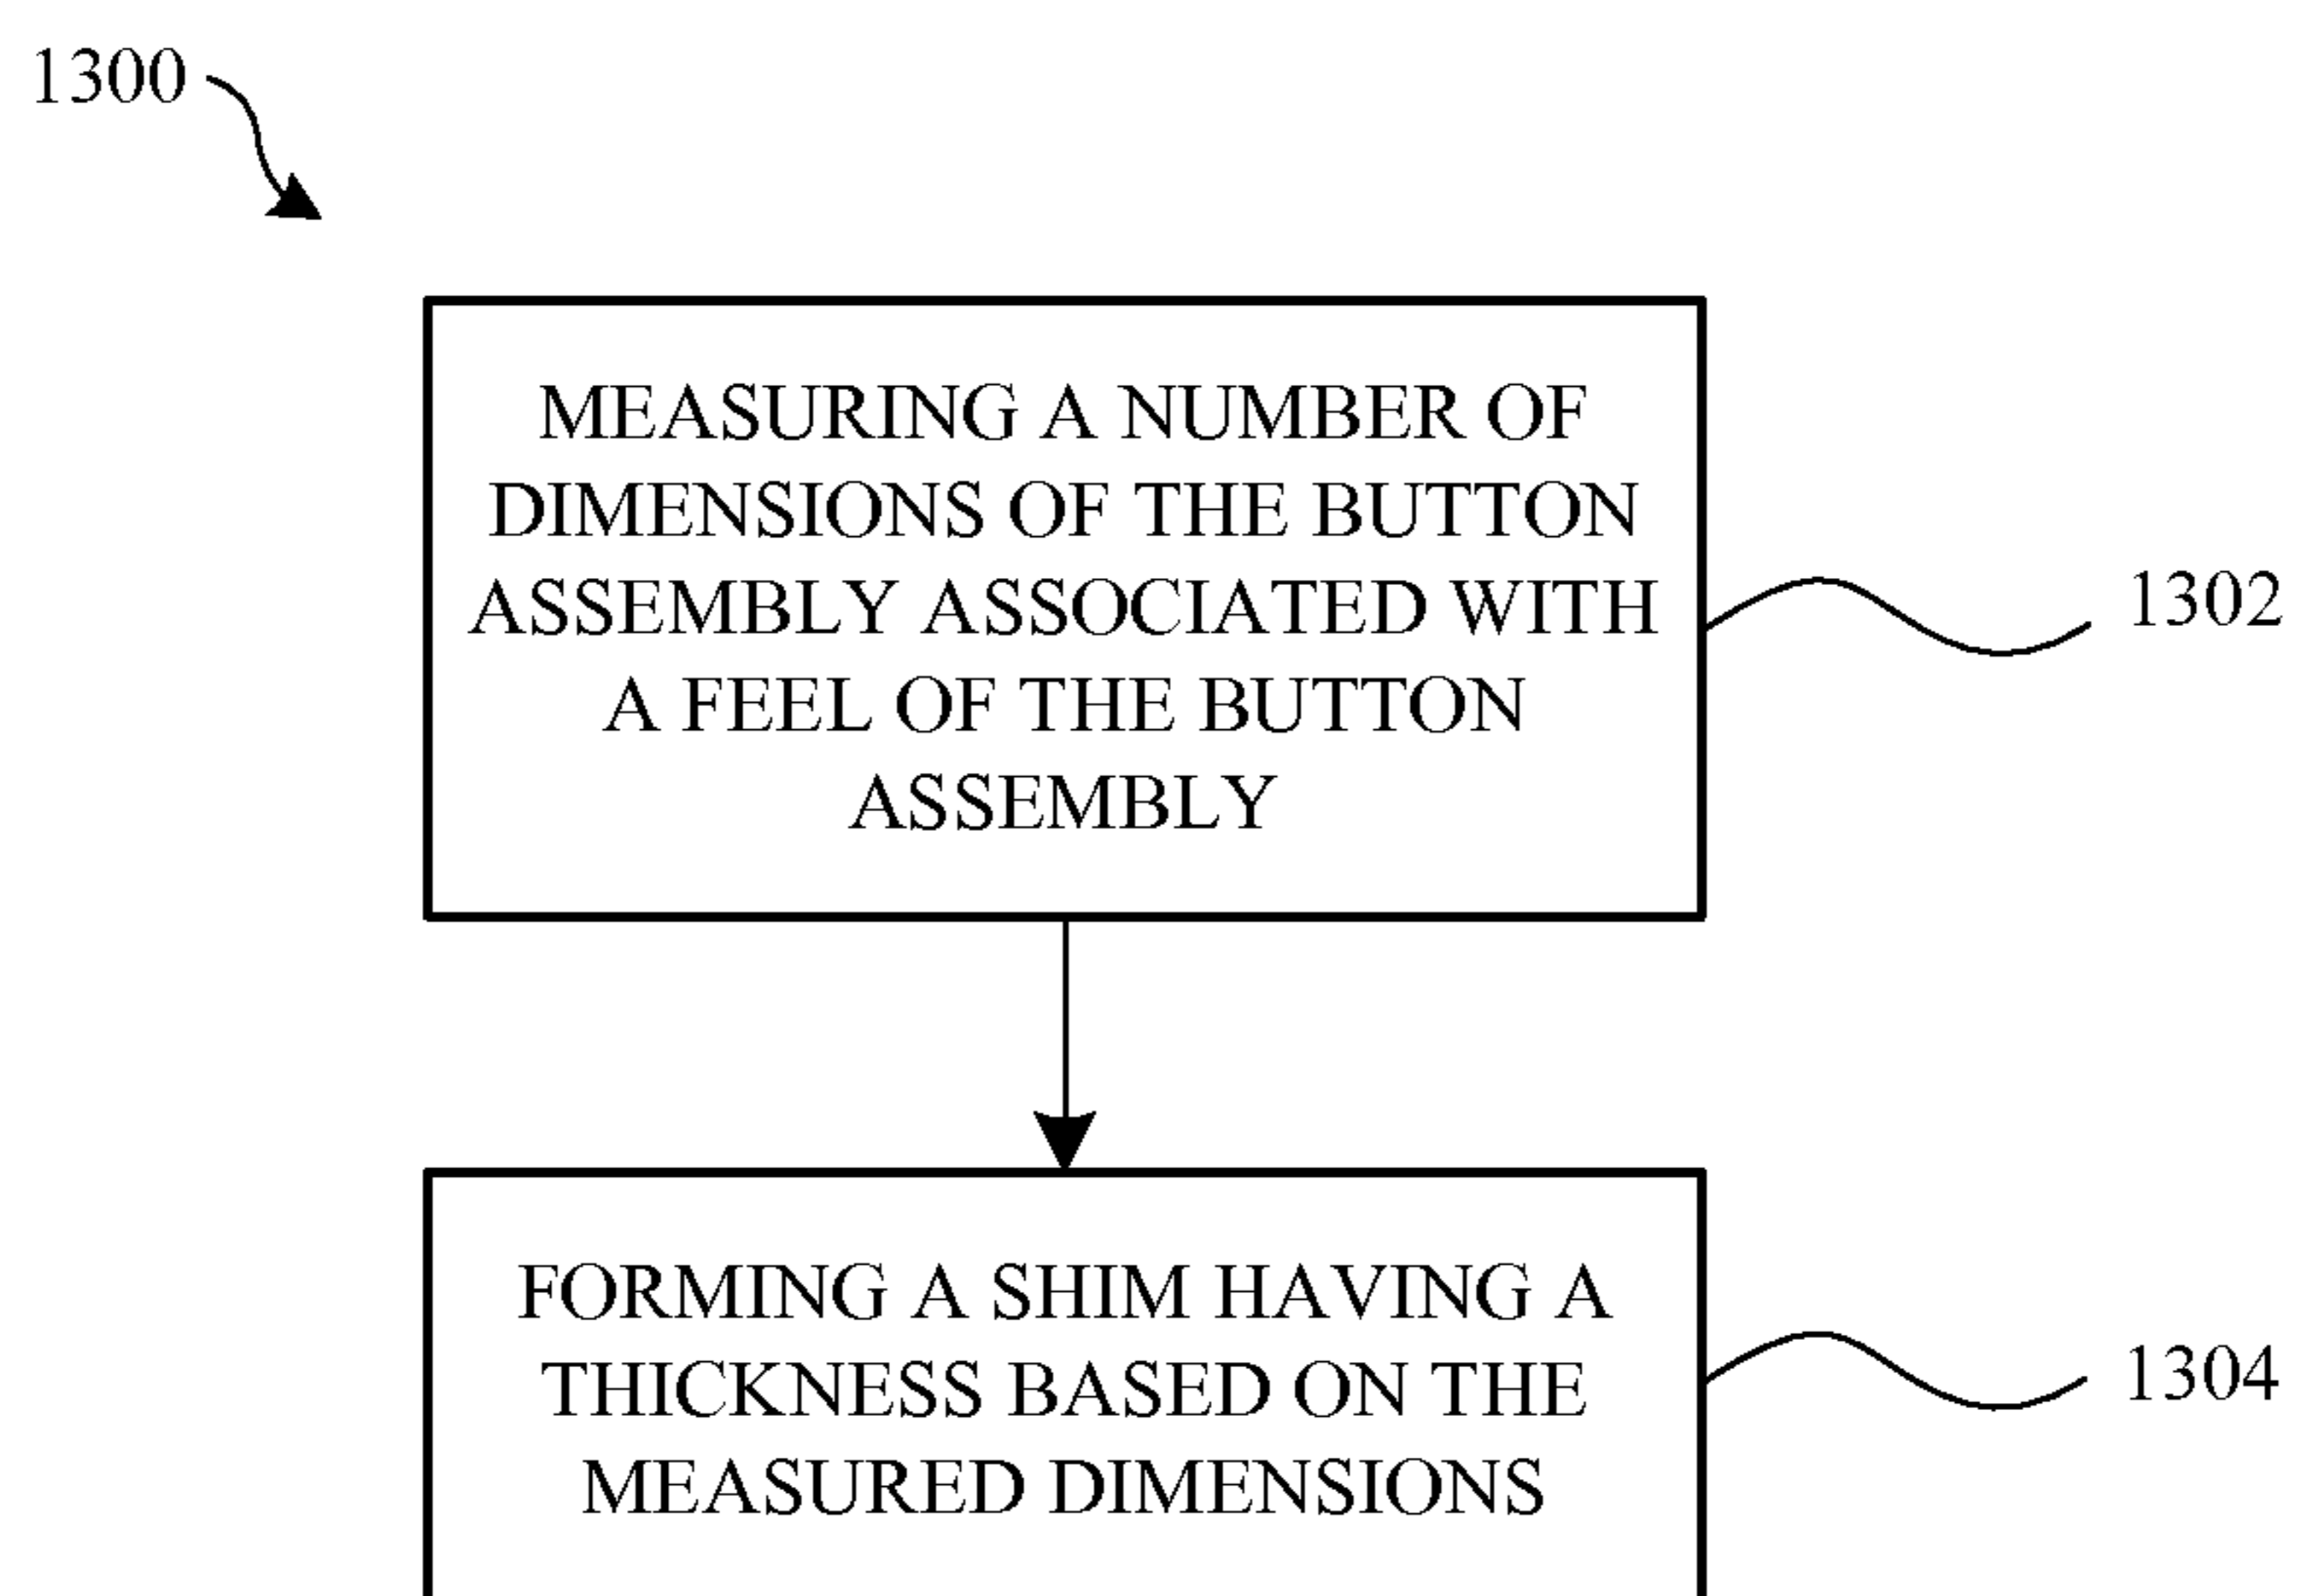 1300
MEASURING A NUMBER OF
DIMENSIONS OF THE BUTTON
ASSEMBLY ASSOCIATED WITH
A FEEL OF THE BUTTON
ASSEMBLY
1302
FORMING A SHIM HAVING A
THICKNESS BASED ON THE
MEASURED DIMENSIONS
1304